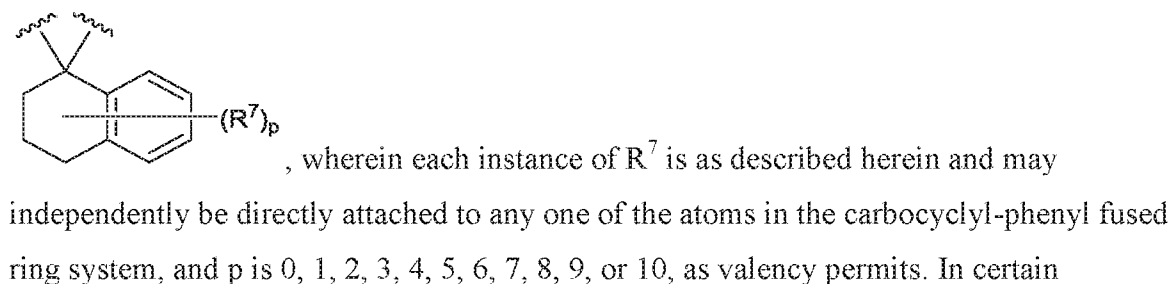 (R⁷)ₚ
, wherein each instance of R⁷ is as described herein and may
independently be directly attached to any one of the atoms in the carbocyclyl-phenyl fused
ring system, and p is 0, 1, 2, 3, 4, 5, 6, 7, 8, 9, or 10, as valency permits. In certain